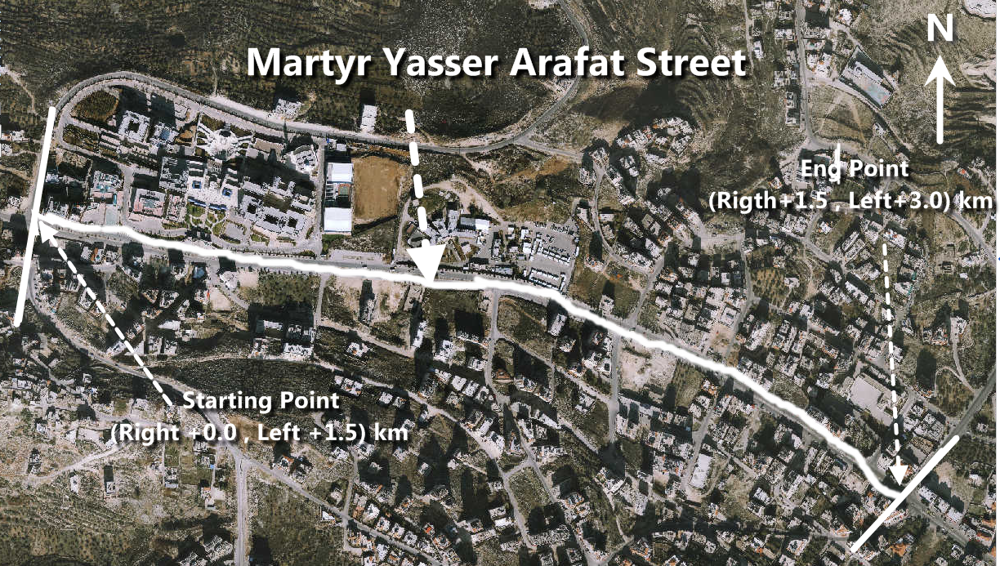 Martyr Yasser Arafat Street
N
End Point
(Rigth+1.5 , Left+3.0) km
Starting Point
(Right +0.0 , Left +1.5) km